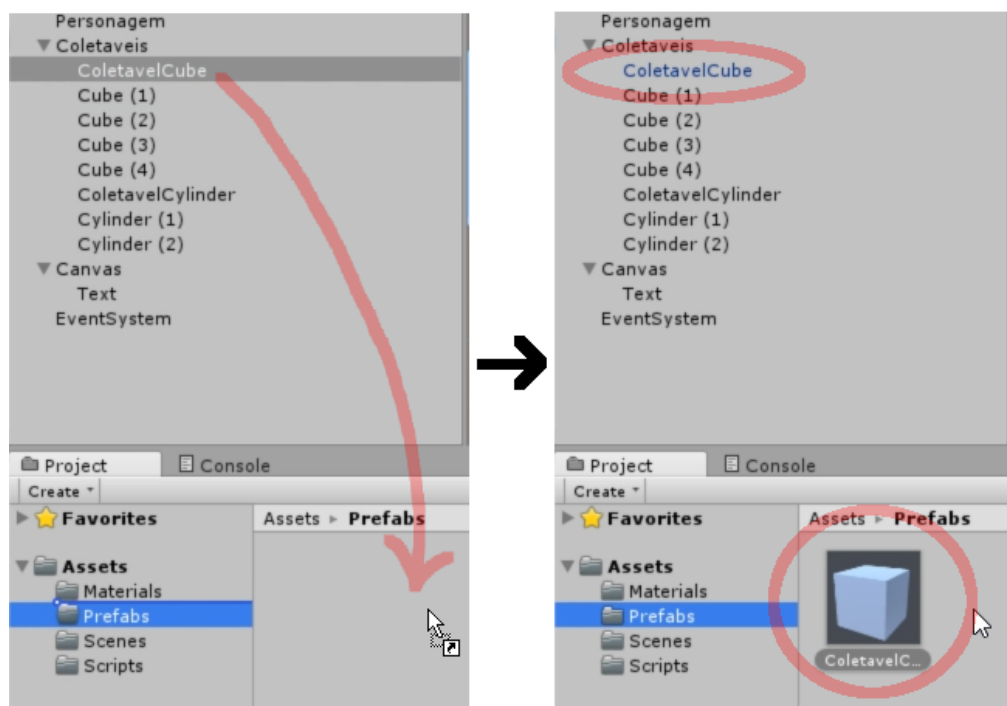 Personagem
Coletaveis
ColetavelCube
Cube (1)
Cube (2)
Cube (3)
Cube (4)
ColetavelCylinder
Cylinder (1)
Cylinder (2)
Canvas
Text
EventSystem
Project Console
Create
Favorites
Assets
Materials
Prefabs
Scenes
Scripts
Assets Prefabs
Personagem
Coletaveis
ColetavelCube
Cube (1)
Cube (2)
Cube (3)
Cube (4)
ColetavelCylinder
Cylinder (1)
Cylinder (2)
Canvas
Text
EventSystem
Project Console
Create
Favorites
Assets
Materials
Prefabs
Scenes
Scripts
Assets Prefabs
ColetavelC...